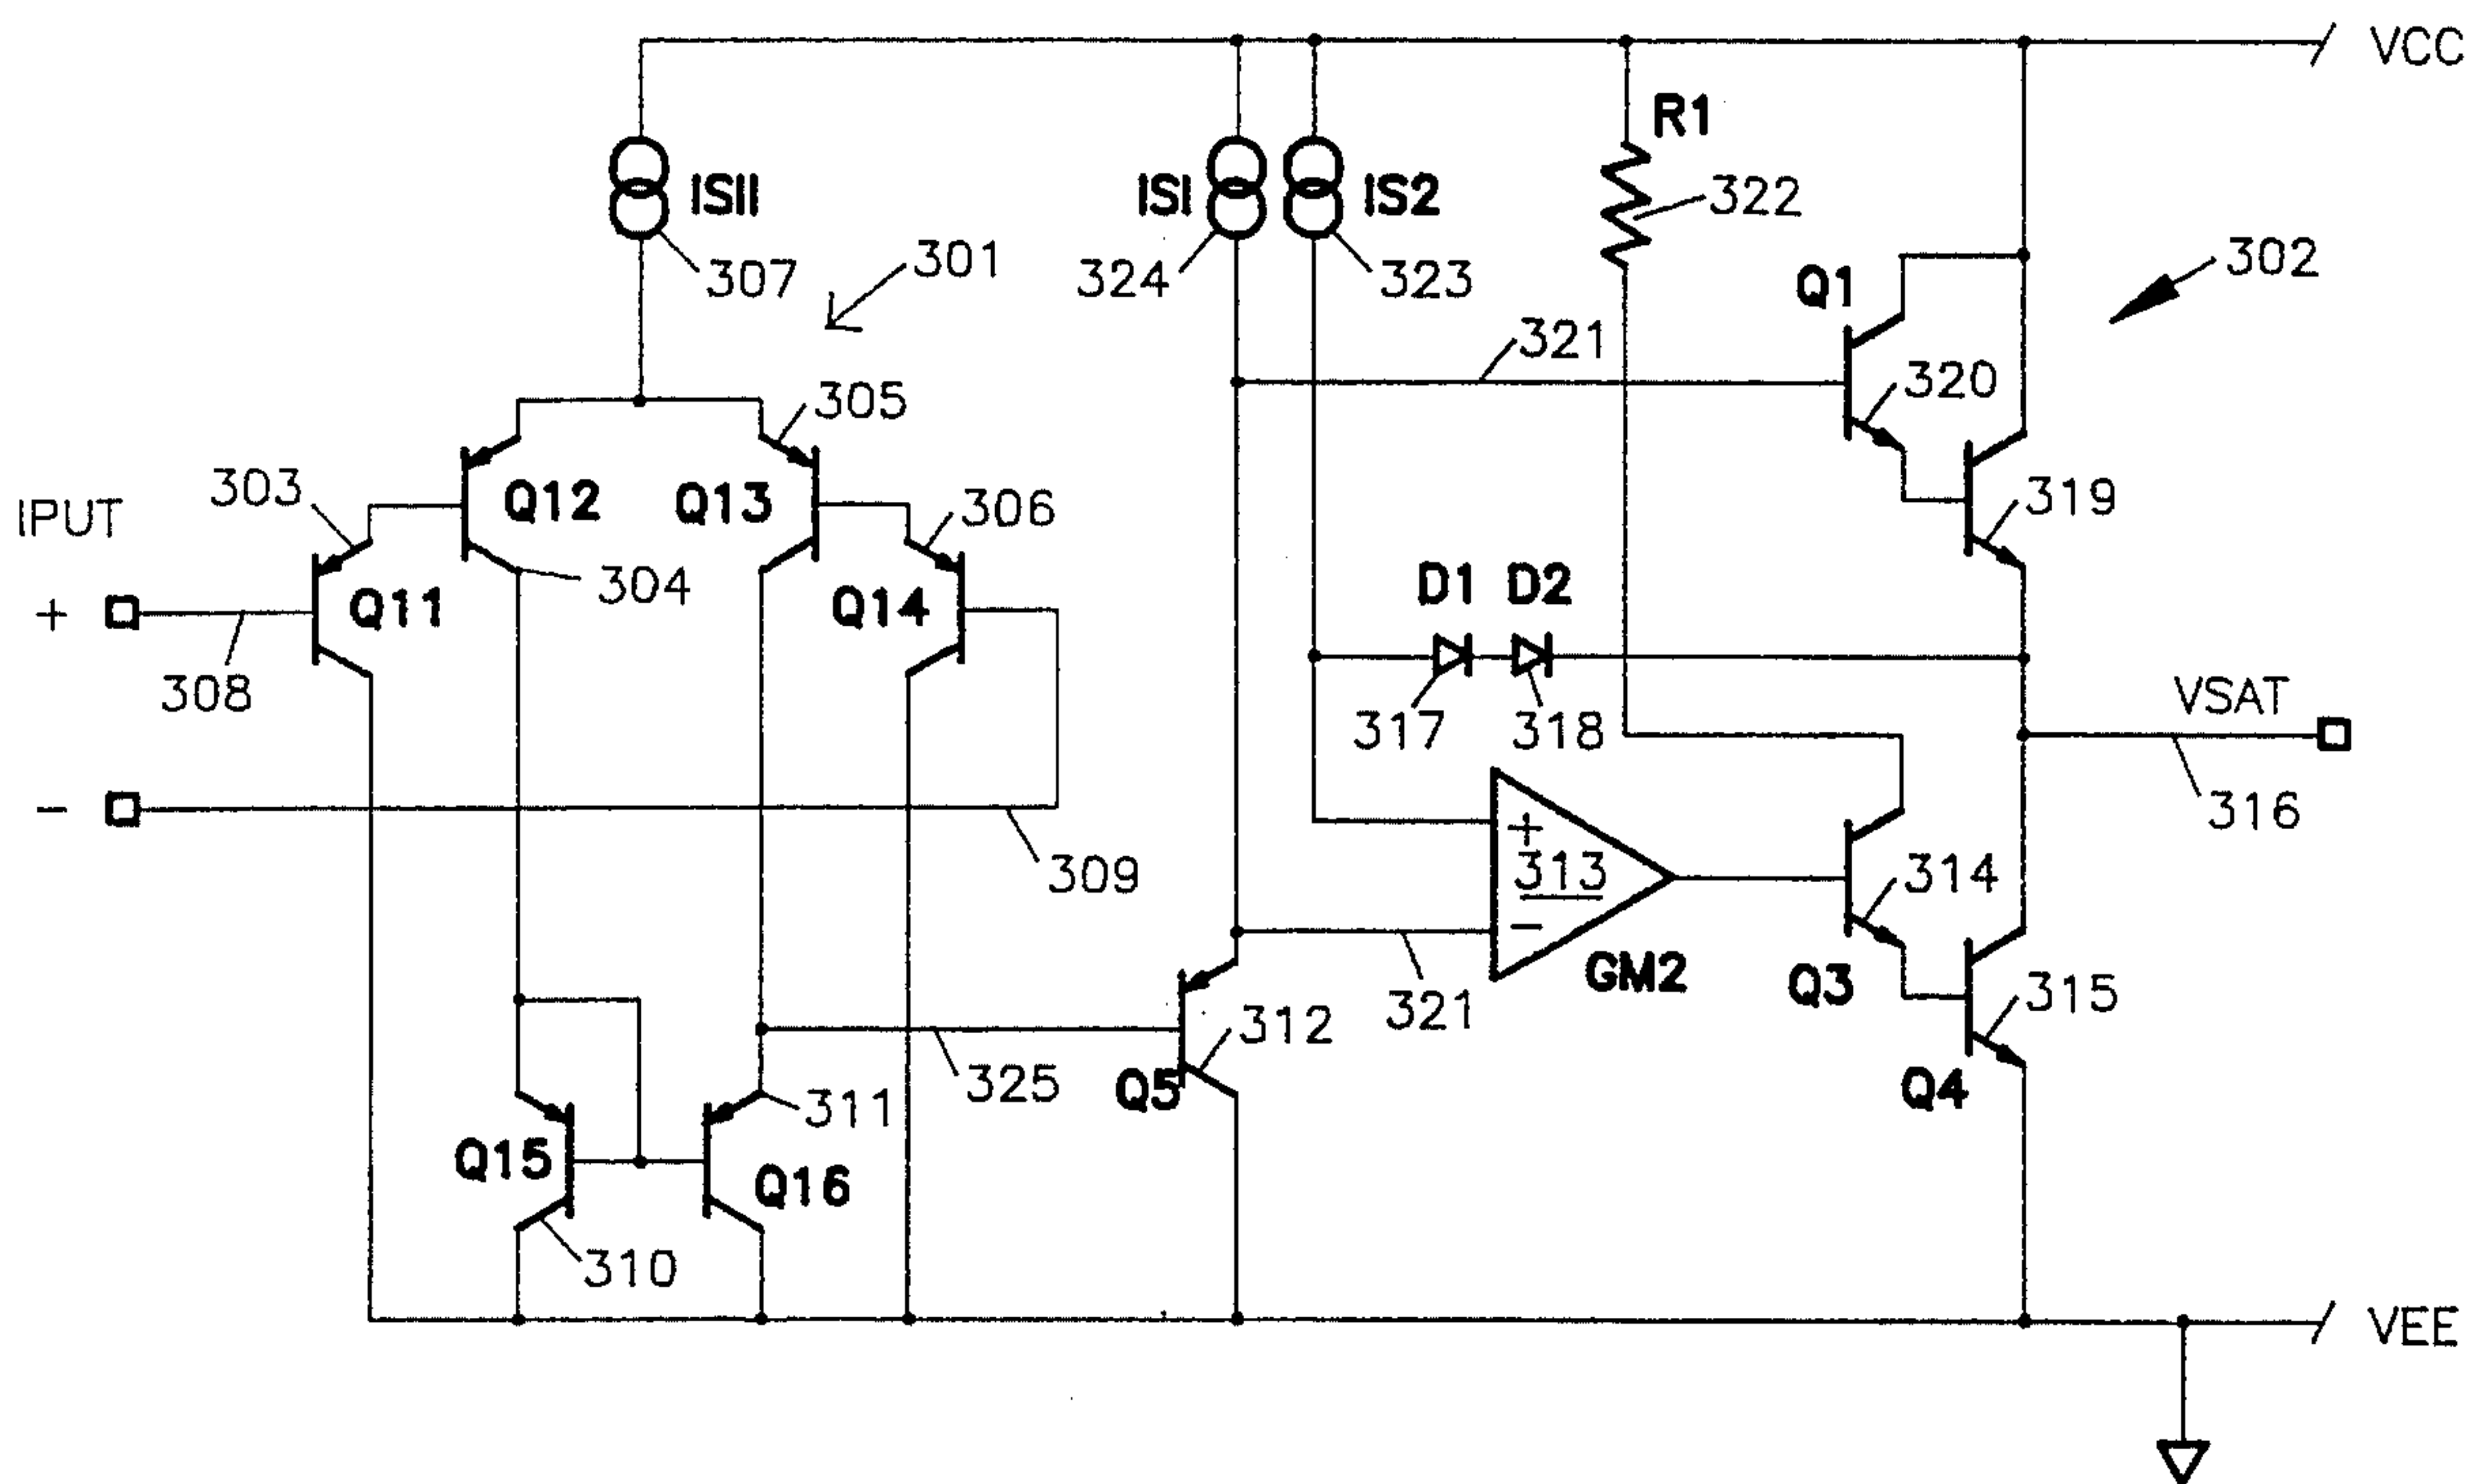 VCC
R1
ISII
ISI
IS2
322
307
301
324
323
Q1
302
321
305
320
303
Q12
Q13
306
319
IPUT
304
D1
D2
+
Q11
Q14
308
317
318
VSAT
-
309
+
313
314
316
-
GM2
Q3
315
321
312
325
Q5
Q4
311
Q15
Q16
310
VEE